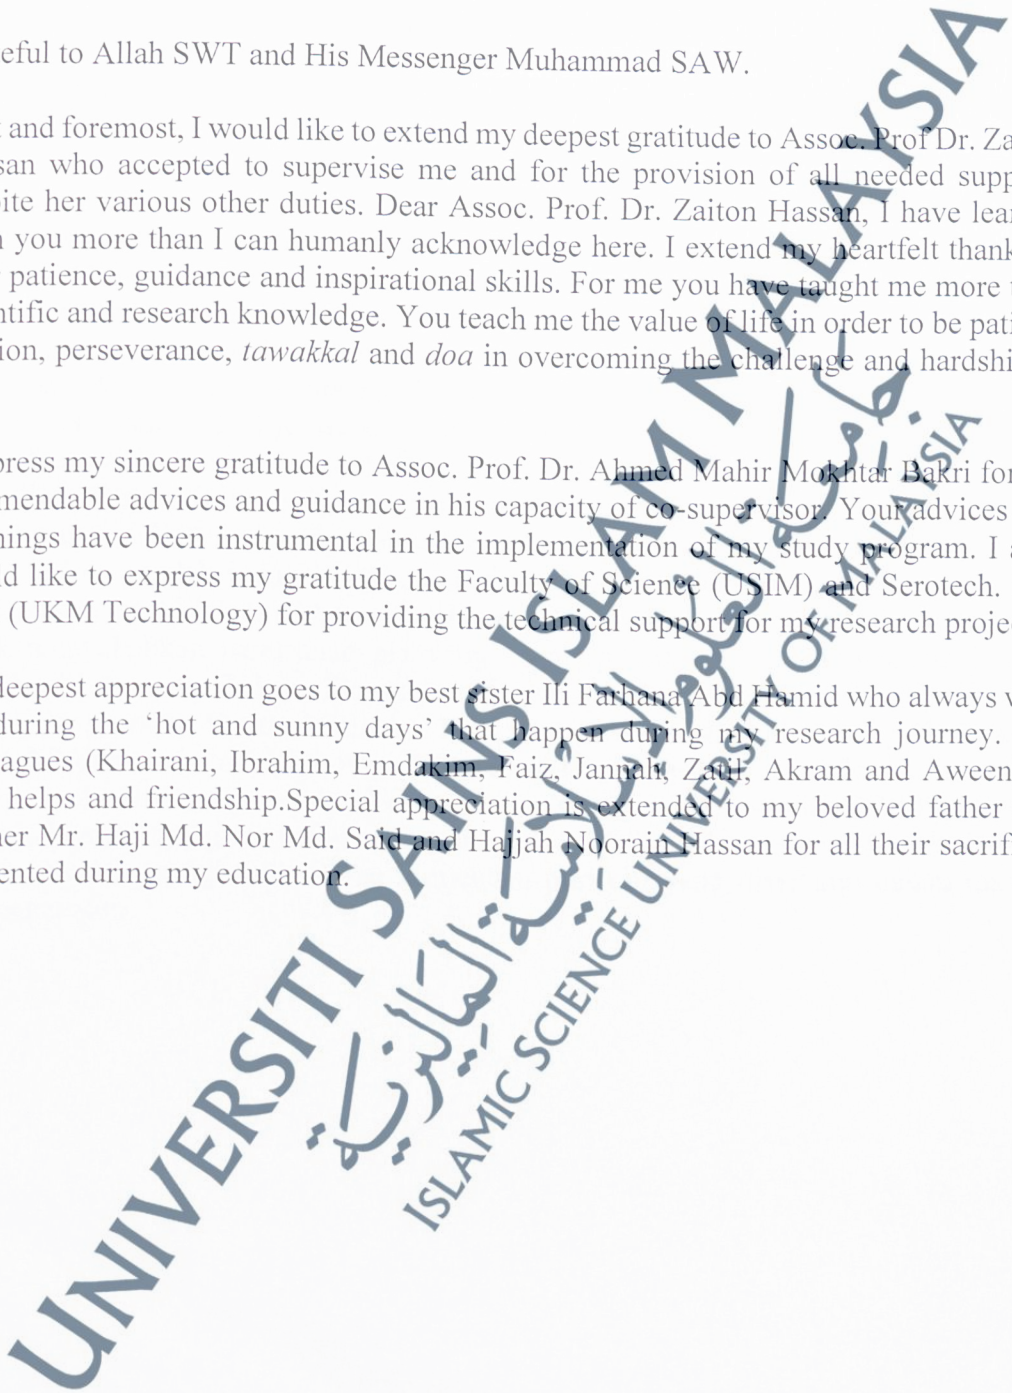 eful to Allah SWT and His Messenger Muhammad SAW.
and foremost, I would like to extend my deepest gratitude to Assoc. Prof Dr. Za
san who accepted to supervise me and for the provision of all needed supp
ite her various other duties. Dear Assoc. Prof. Dr. Zaiton Hassan, I have lear
you more than I can humanly acknowledge here. I extend my heartfelt thank
patience, guidance and inspirational skills. For me you have taught me more
ntific and research knowledge. You teach me the value of life in order to be pati
ion, perseverance, tawakkal and doa in overcoming the challenge and hardshi
press my sincere gratitude to Assoc. Prof. Dr. Ahmed Mahir Mokhtar Bakri for
mendable advices and guidance in his capacity of co-supervisor. Your advices
nings have been instrumental in the implementation of my study program. I a
ld like to express my gratitude the Faculty of Science (USIM) and Serotech.
(UKM Technology) for providing the technical support for my research proje
deepest appreciation goes to my best sister Ili Farhana Abd Hamid who always w
during the ‘hot and sunny days’ that happen during my research journey.
agues (Khairani, Ibrahim, Emdakim, Faiz, Jannah, Zatil, Akram and Aween
helps and friendship.Special appreciation is extended to my beloved father
er Mr. Haji Md. Nor Md. Said and Hajjah Noorain Hassan for all their sacrif
ented during my education.
UNIVERSITI SAINS ISLAM MALAYSIA
جامعة العلوم الإسلامية الماليزية
ISLAMIC SCIENCE UNIVERSITY OF MALAYSIA